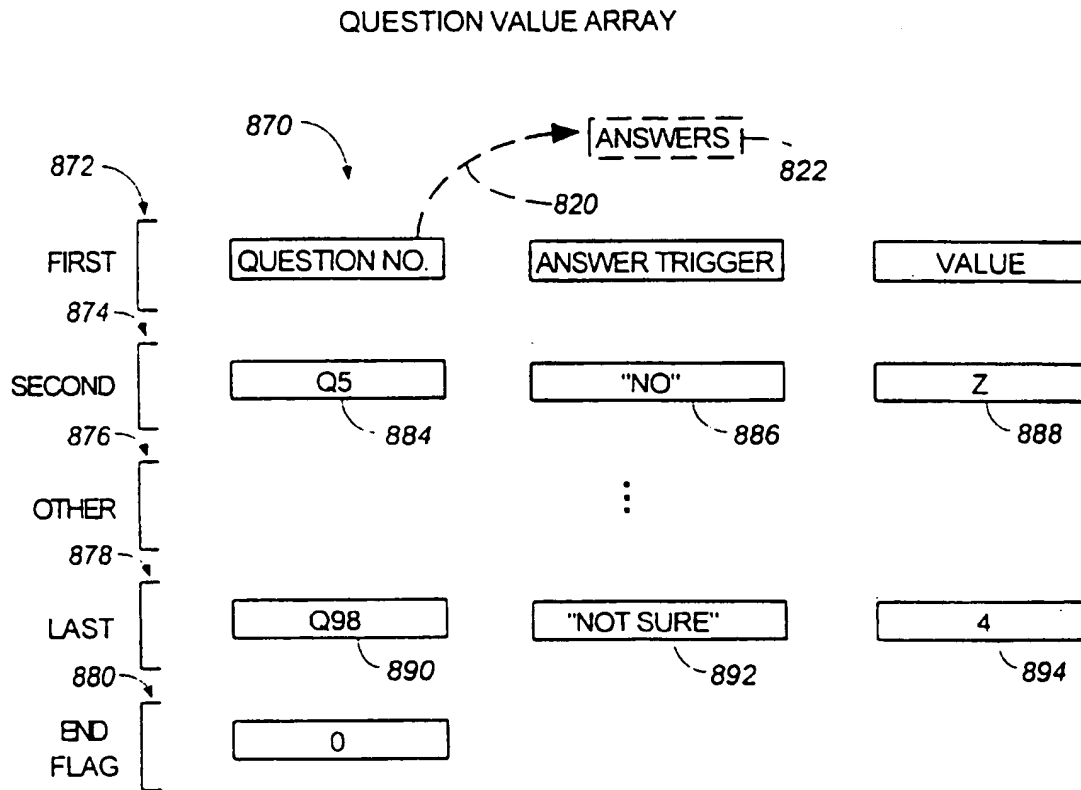 QUESTION VALUE ARRAY
870
ANSWERS
872
820
822
FIRST
QUESTION NO.
ANSWER TRIGGER
VALUE
874
SECOND
Q5
"NO"
Z
876
884
886
888
OTHER
878
LAST
Q98
"NOT SURE"
4
880
890
892
894
END
FLAG
0